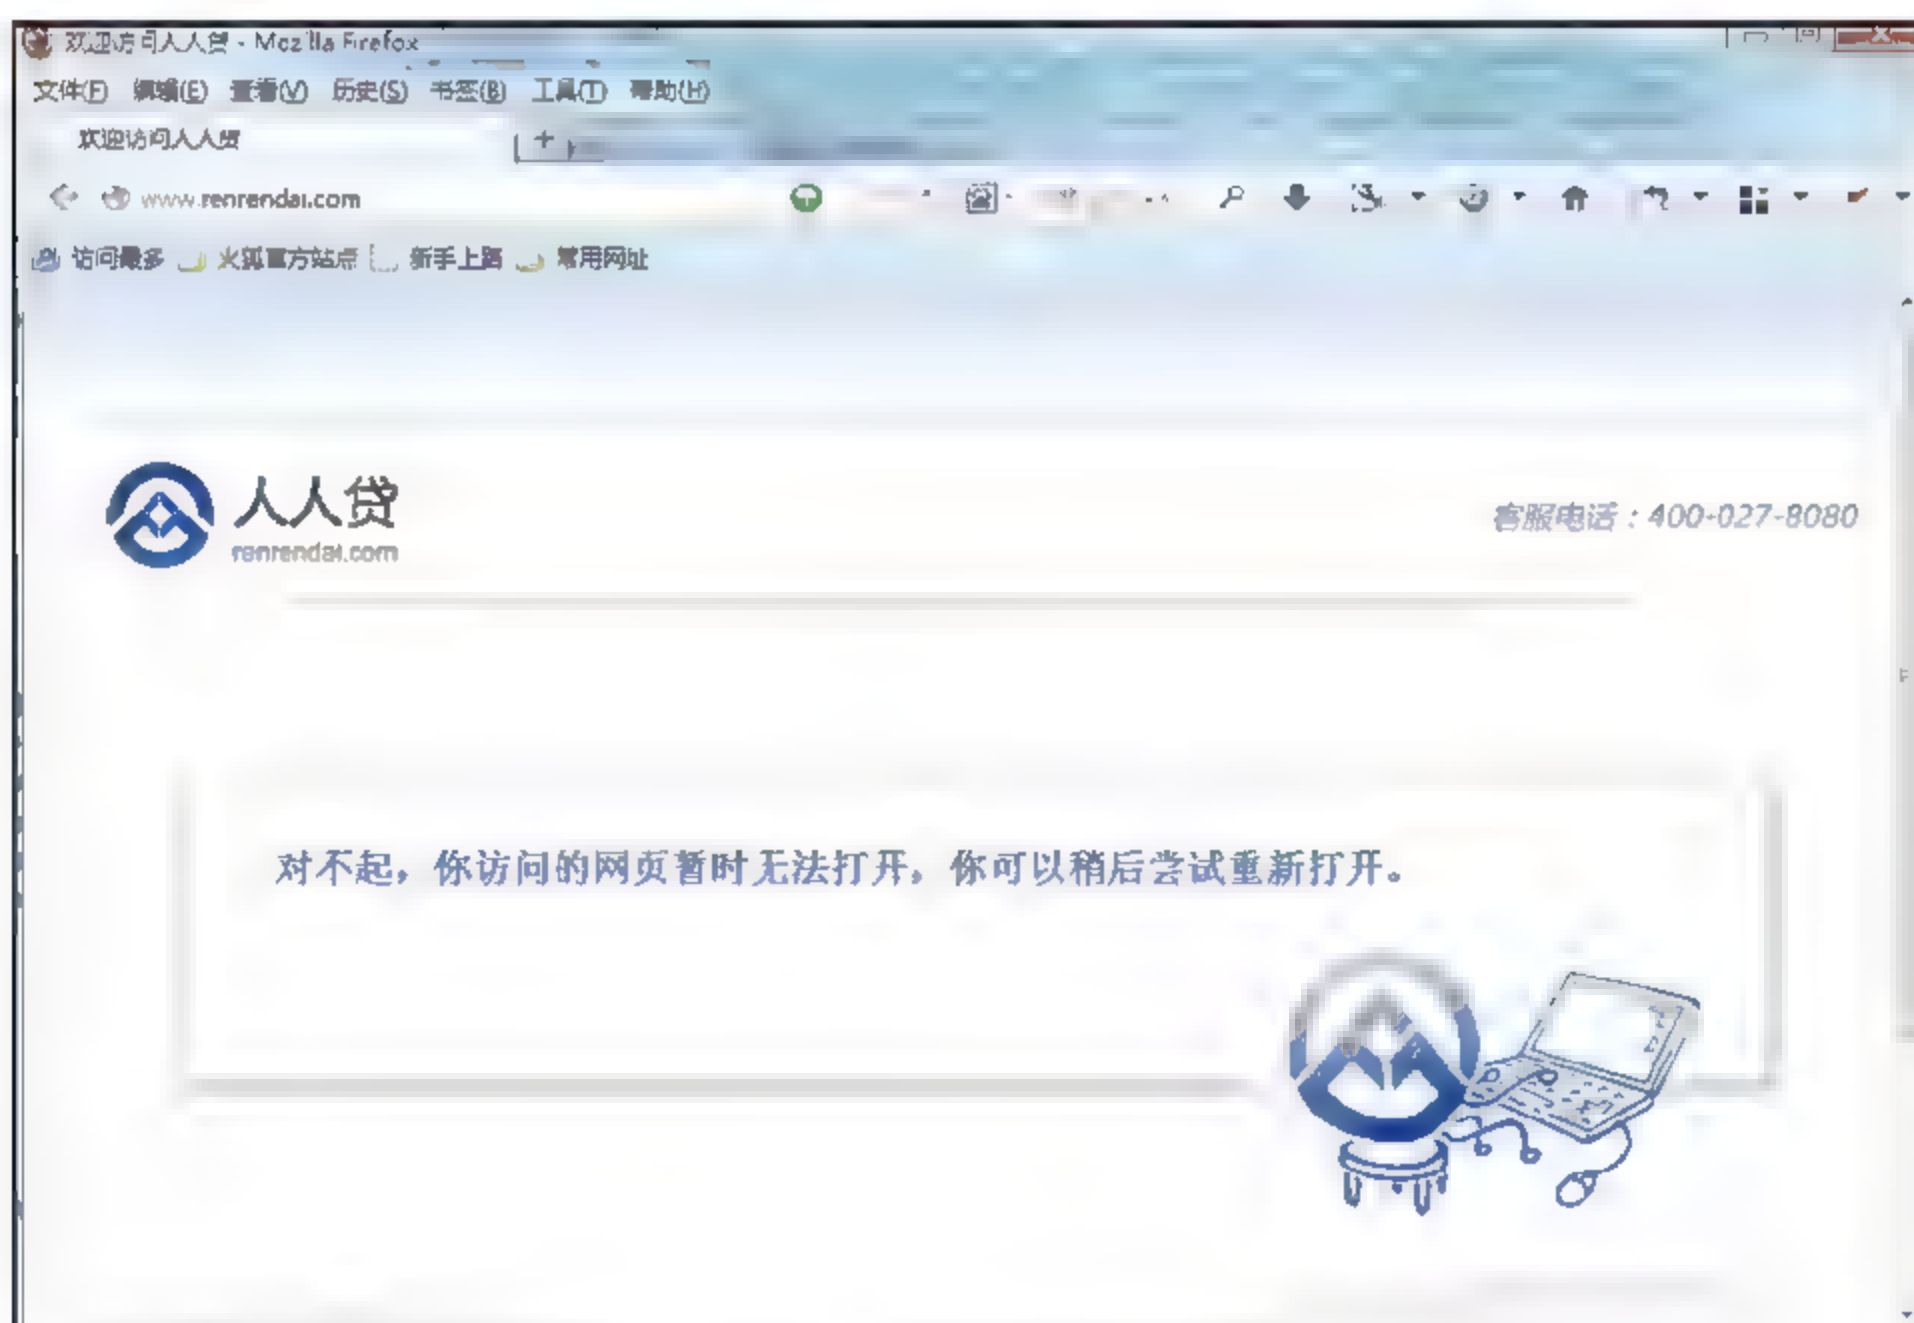 欢迎访问人人贷 - Mozilla Firefox
文件(F) 编辑(E) 查看(V) 历史(S) 书签(B) 工具(T) 帮助(H)
欢迎访问人人贷 +
www.renrendai.com
访问最多 火狐官方站点 新手上路 常用网址
人人贷
renrendai.com
客服电话：400-027-8080
对不起，你访问的网页暂时无法打开，你可以稍后尝试重新打开。